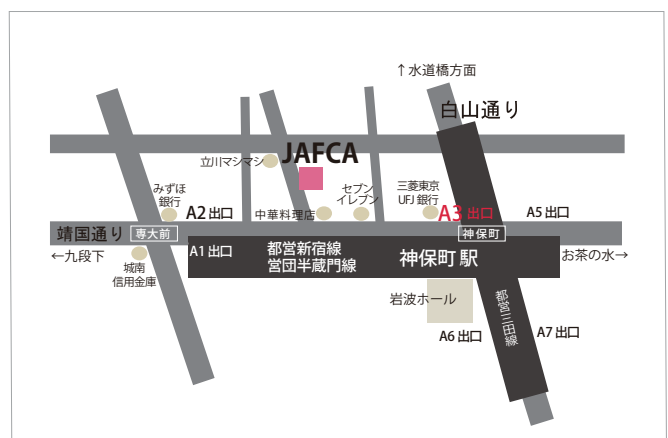 ↑水道橋方面
白山通り
立川マシマシ
JAFCA
みずほ
銀行
A2 出口
中華料理店
セブン
イレブン
三菱東京
UFJ 銀行
A3 出口
A5 出口
靖国通り
専大前
神保町
←九段下
A1 出口
都営新宿線
営団半蔵門線
神保町 駅
お茶の水→
城南
信用金庫
岩波ホール
都営三田線
A6 出口
A7 出口